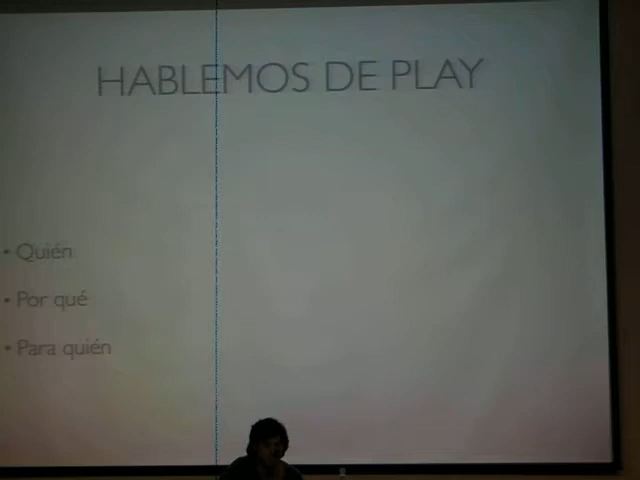 HABLEMOS DE PLAY
• Quién
• Por qué
• Para quién